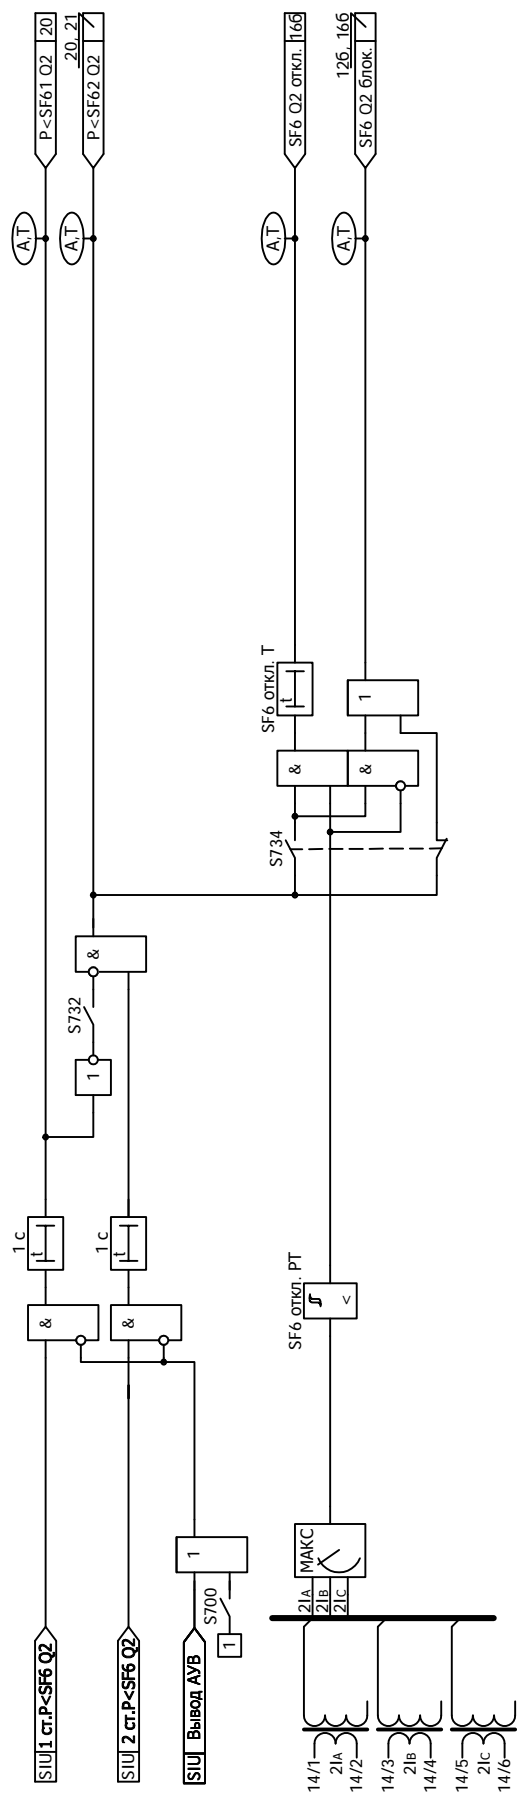 P<SF61 Q2 20
P<SF62 Q2
20, 21
SF6 Q2 откл. 16б
SF6 Q2 блок.
12б, 16б
А,Т
А,Т
А,Т
А,Т
SF6 откл. Т
t
1
&
&
S734
&
S732
1
1 с
t
1 с
t
&
&
SF6 откл. РТ
<
1
S700
1
МАКС
2IA
2IB
2IC
SIU 1 ст.P<SF6 Q2
SIU 2 ст.P<SF6 Q2
SIU Вывод АУВ
14/1
2IA
14/2
14/3
2IB
14/4
14/5
2IC
14/6